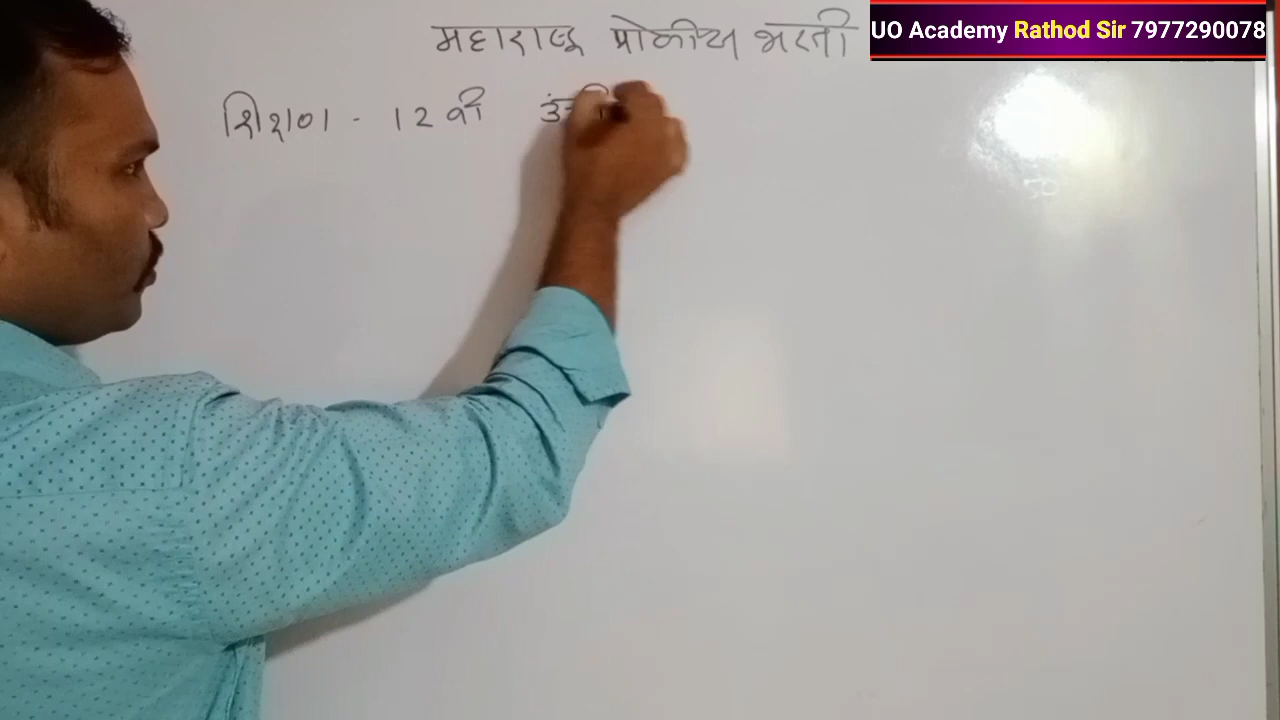 महाराष्ट्र पोलीस भरती
UO Academy Rathod Sir 7977290078
शिक्षण - 12 वी